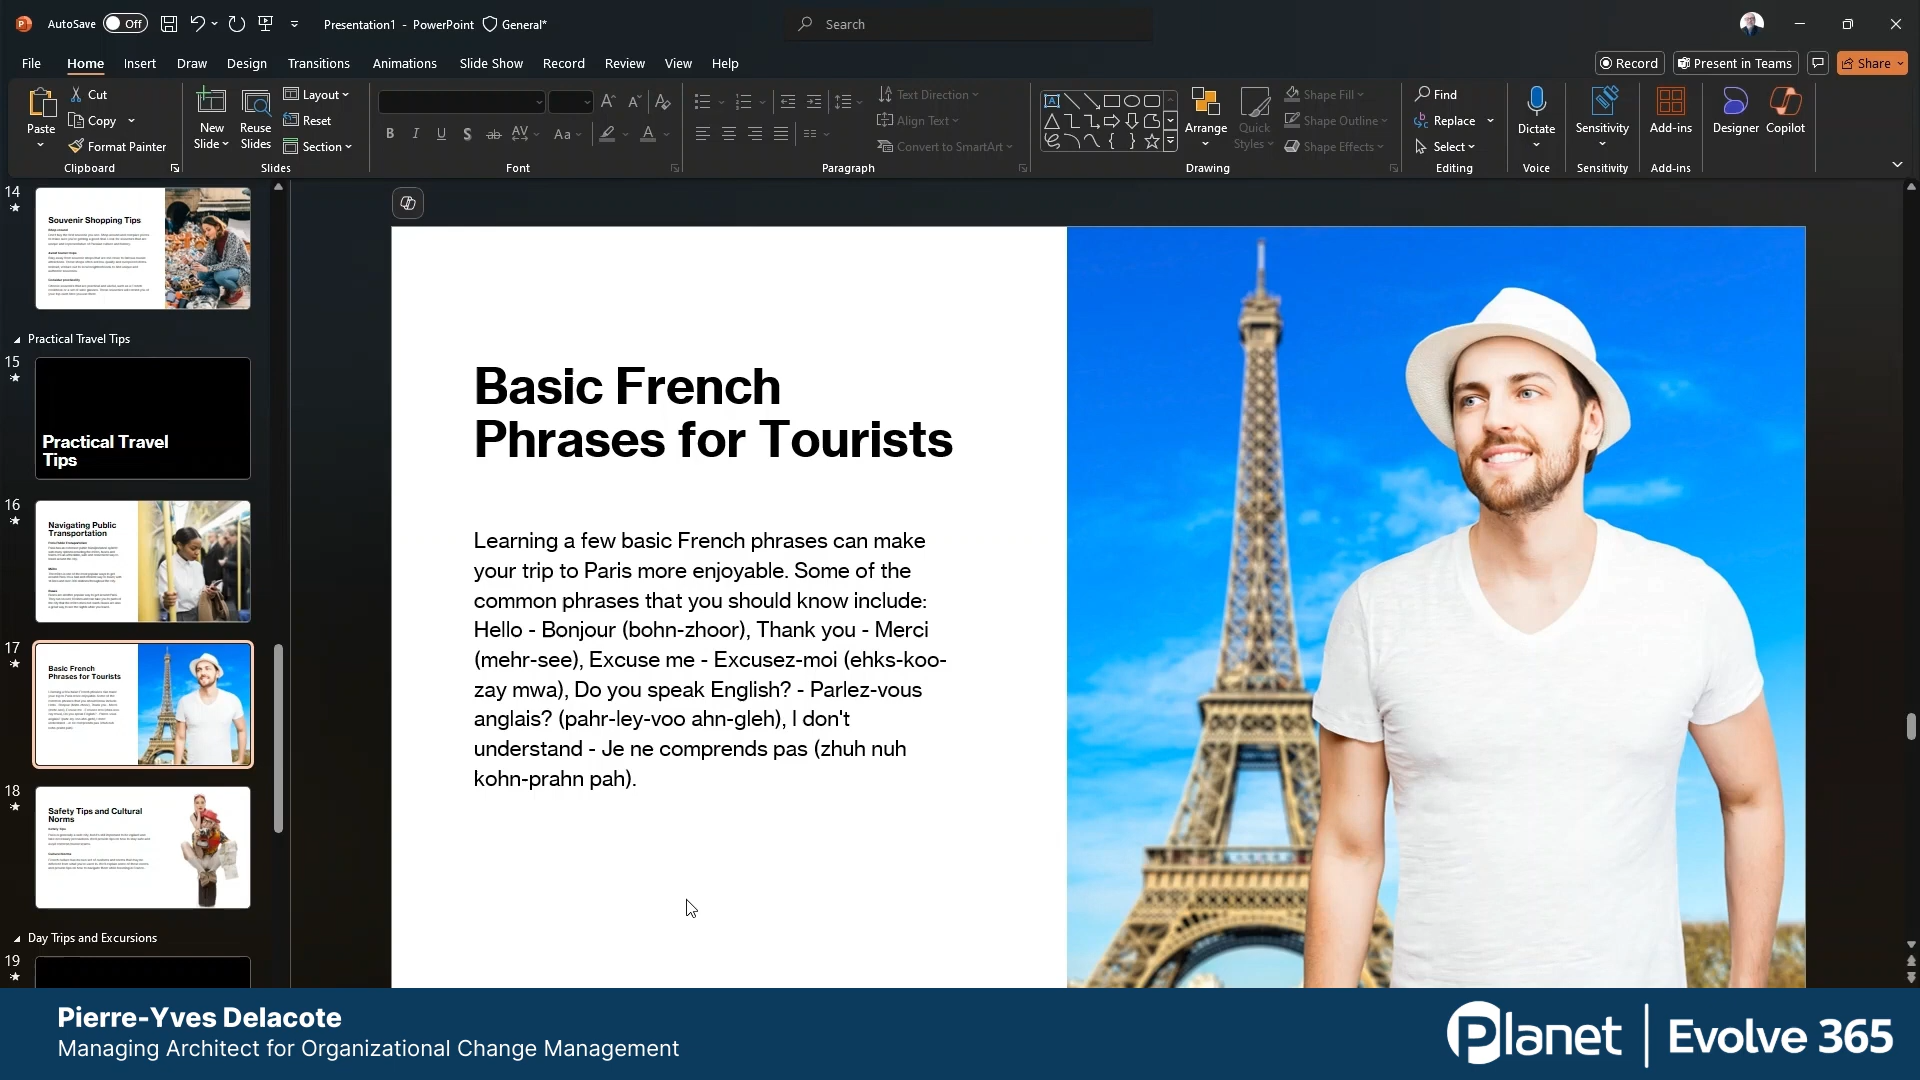 AutoSave Off
Presentation1 - PowerPoint General*
Search
File Home Insert Draw Design Transitions Animations Slide Show Record Review View Help
Record Present in Teams Share
Paste
Cut
Copy
Format Painter
Clipboard
New
Slide
Reuse
Slides
Layout
Reset
Section
Slides
Font
Text Direction
Align Text
Convert to SmartArt
Paragraph
Arrange
Quick
Styles
Shape Fill
Shape Outline
Shape Effects
Drawing
Find
Replace
Select
Editing
Dictate
Voice
Sensitivity
Sensitivity
Add-ins
Add-ins
Designer
Copilot
14
Souvenir Shopping Tips
Practical Travel Tips
15
Practical Travel
Tips
16
Navigating Public
Transportation
17
Basic French
Phrases for Tourists
18
Safety Tips and Cultural
Norms
Day Trips and Excursions
19
Basic French
Phrases for Tourists
Learning a few basic French phrases can make
your trip to Paris more enjoyable. Some of the
common phrases that you should know include:
Hello - Bonjour (bohn-zhoor), Thank you - Merci
(mehr-see), Excuse me - Excusez-moi (ehks-koo-
zay mwa), Do you speak English? - Parlez-vous
anglais? (pahr-ley-voo ahn-gleh), I don't
understand - Je ne comprends pas (zhuh nuh
kohn-prahn pah).
Pierre-Yves Delacote
Managing Architect for Organizational Change Management
Planet | Evolve 365